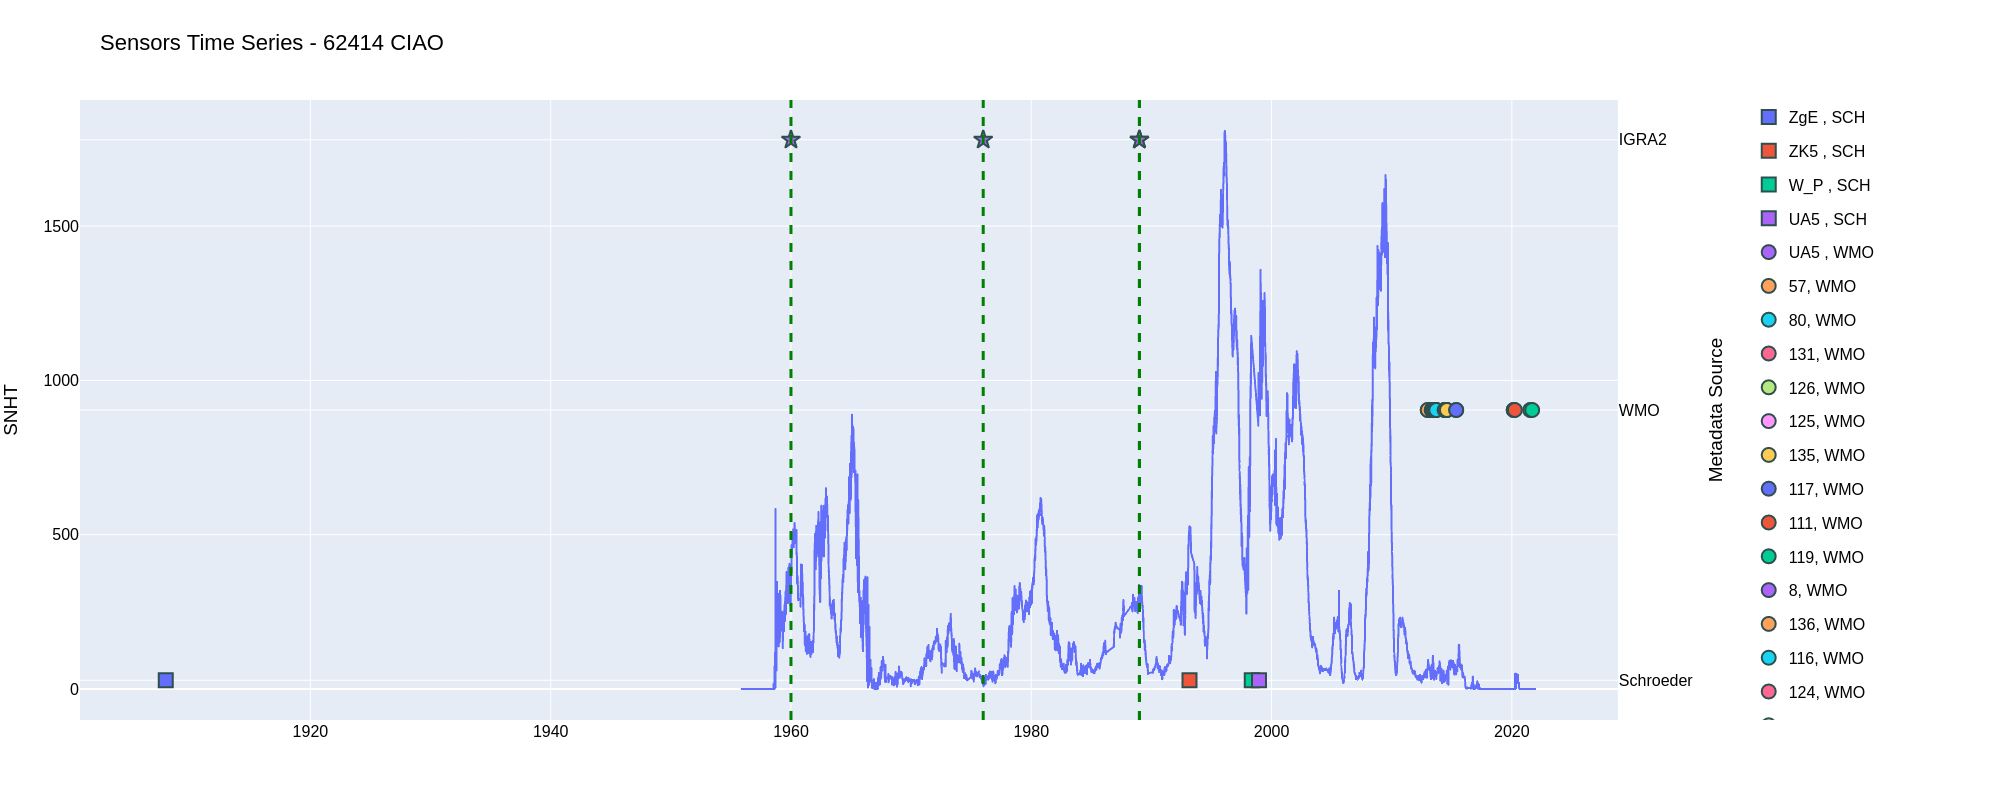 Sensors Time Series - 62414 CIAO
SNHT
1500
1000
500
0
1920
1940
1960
1980
2000
2020
IGRA2
WMO
Schroeder
Metadata Source
ZgE , SCH
ZK5 , SCH
W_P , SCH
UA5 , SCH
UA5 , WMO
57, WMO
80, WMO
131, WMO
126, WMO
125, WMO
135, WMO
117, WMO
111, WMO
119, WMO
8, WMO
136, WMO
116, WMO
124, WMO